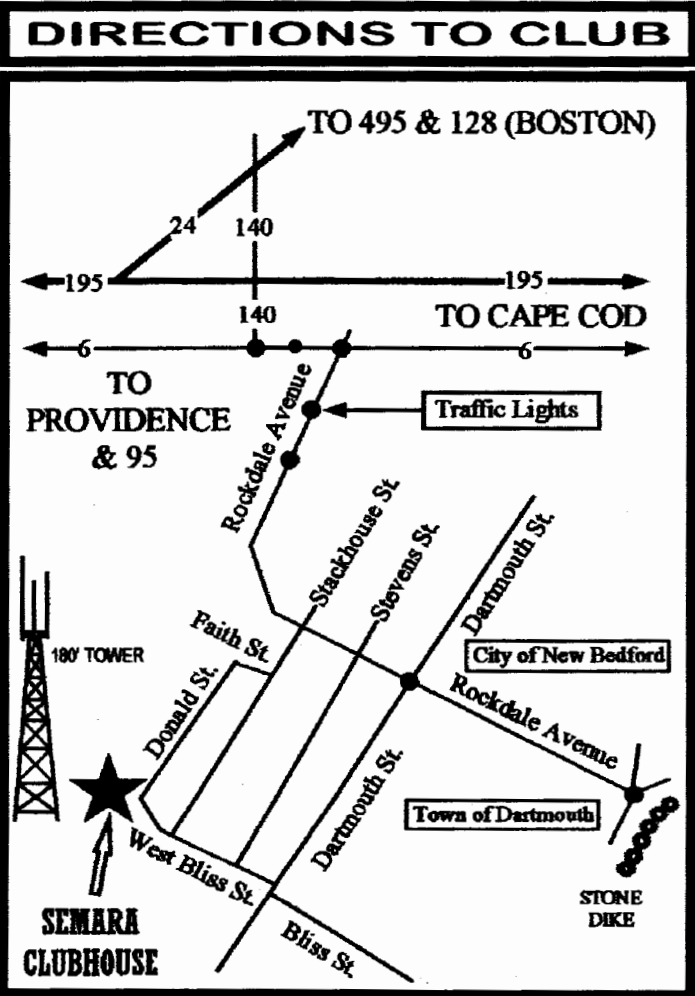 DIRECTIONS TO CLUB
TO 495 & 128 (BOSTON)
24
140
195
195
140
TO CAPE COD
6
6
TO
PROVIDENCE
& 95
Rockdale Avenue
Traffic Lights
Stackhouse St.
Stevens St.
Dartmouth St.
Faith St.
180' TOWER
City of New Bedford
Donald St.
Rockdale Avenue
Dartmouth St.
Town of Dartmouth
West Bliss St.
STONE
DIKE
SEMARA
CLUBHOUSE
Bliss St.